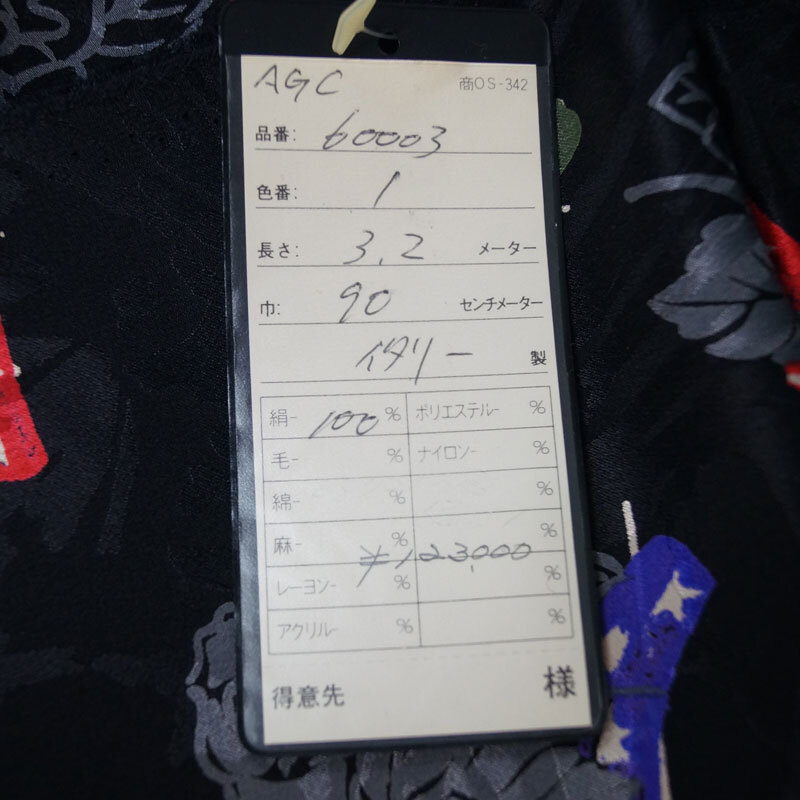 AGC 商OS-342
品番: 60003
色番: 1
長さ: 3.2 メーター
巾: 90 センチメーター
イタリー 製
絹- 100 % ポリエステル- %
毛- % ナイロン- %
綿- % %
麻- % %
¥123,000
レーヨン- % %
アクリル- % %
得意先 様